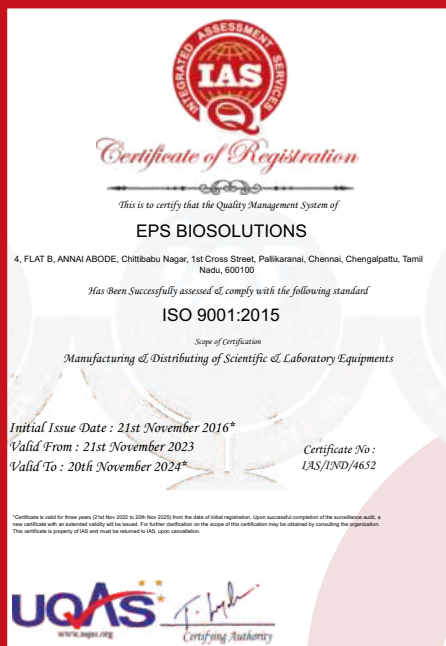 INTEGRATED ASSESSMENT SERVICES
IAS
Q
Certificate of Registration
This is to certify that the Quality Management System of
EPS BIOSOLUTIONS
4, FLAT B, ANNAI ABODE, Chittibabu Nagar, 1st Cross Street, Pallikaranai, Chennai, Chengalpattu, Tamil
Nadu, 600100
Has Been Successfully assessed & comply with the following standard
ISO 9001:2015
Scope of Certification
Manufacturing & Distributing of Scientific & Laboratory Equipments
Initial Issue Date : 21st November 2016*
Valid From : 21st November 2023
Valid To : 20th November 2024*
Certificate No :
IAS/IND/4652
*Certificate is valid for three years (21st Nov 2022 to 20th Nov 2025) from the date of initial registration. Upon successful completion of the surveillance audit, a
new certificate with an extended validity will be issued. For further clarification on the scope of this certification may be obtained by consulting the organization.
This certificate is property of IAS and must be returned to IAS, upon cancellation.
UQAS
www.uqas.org
Certifying Authority